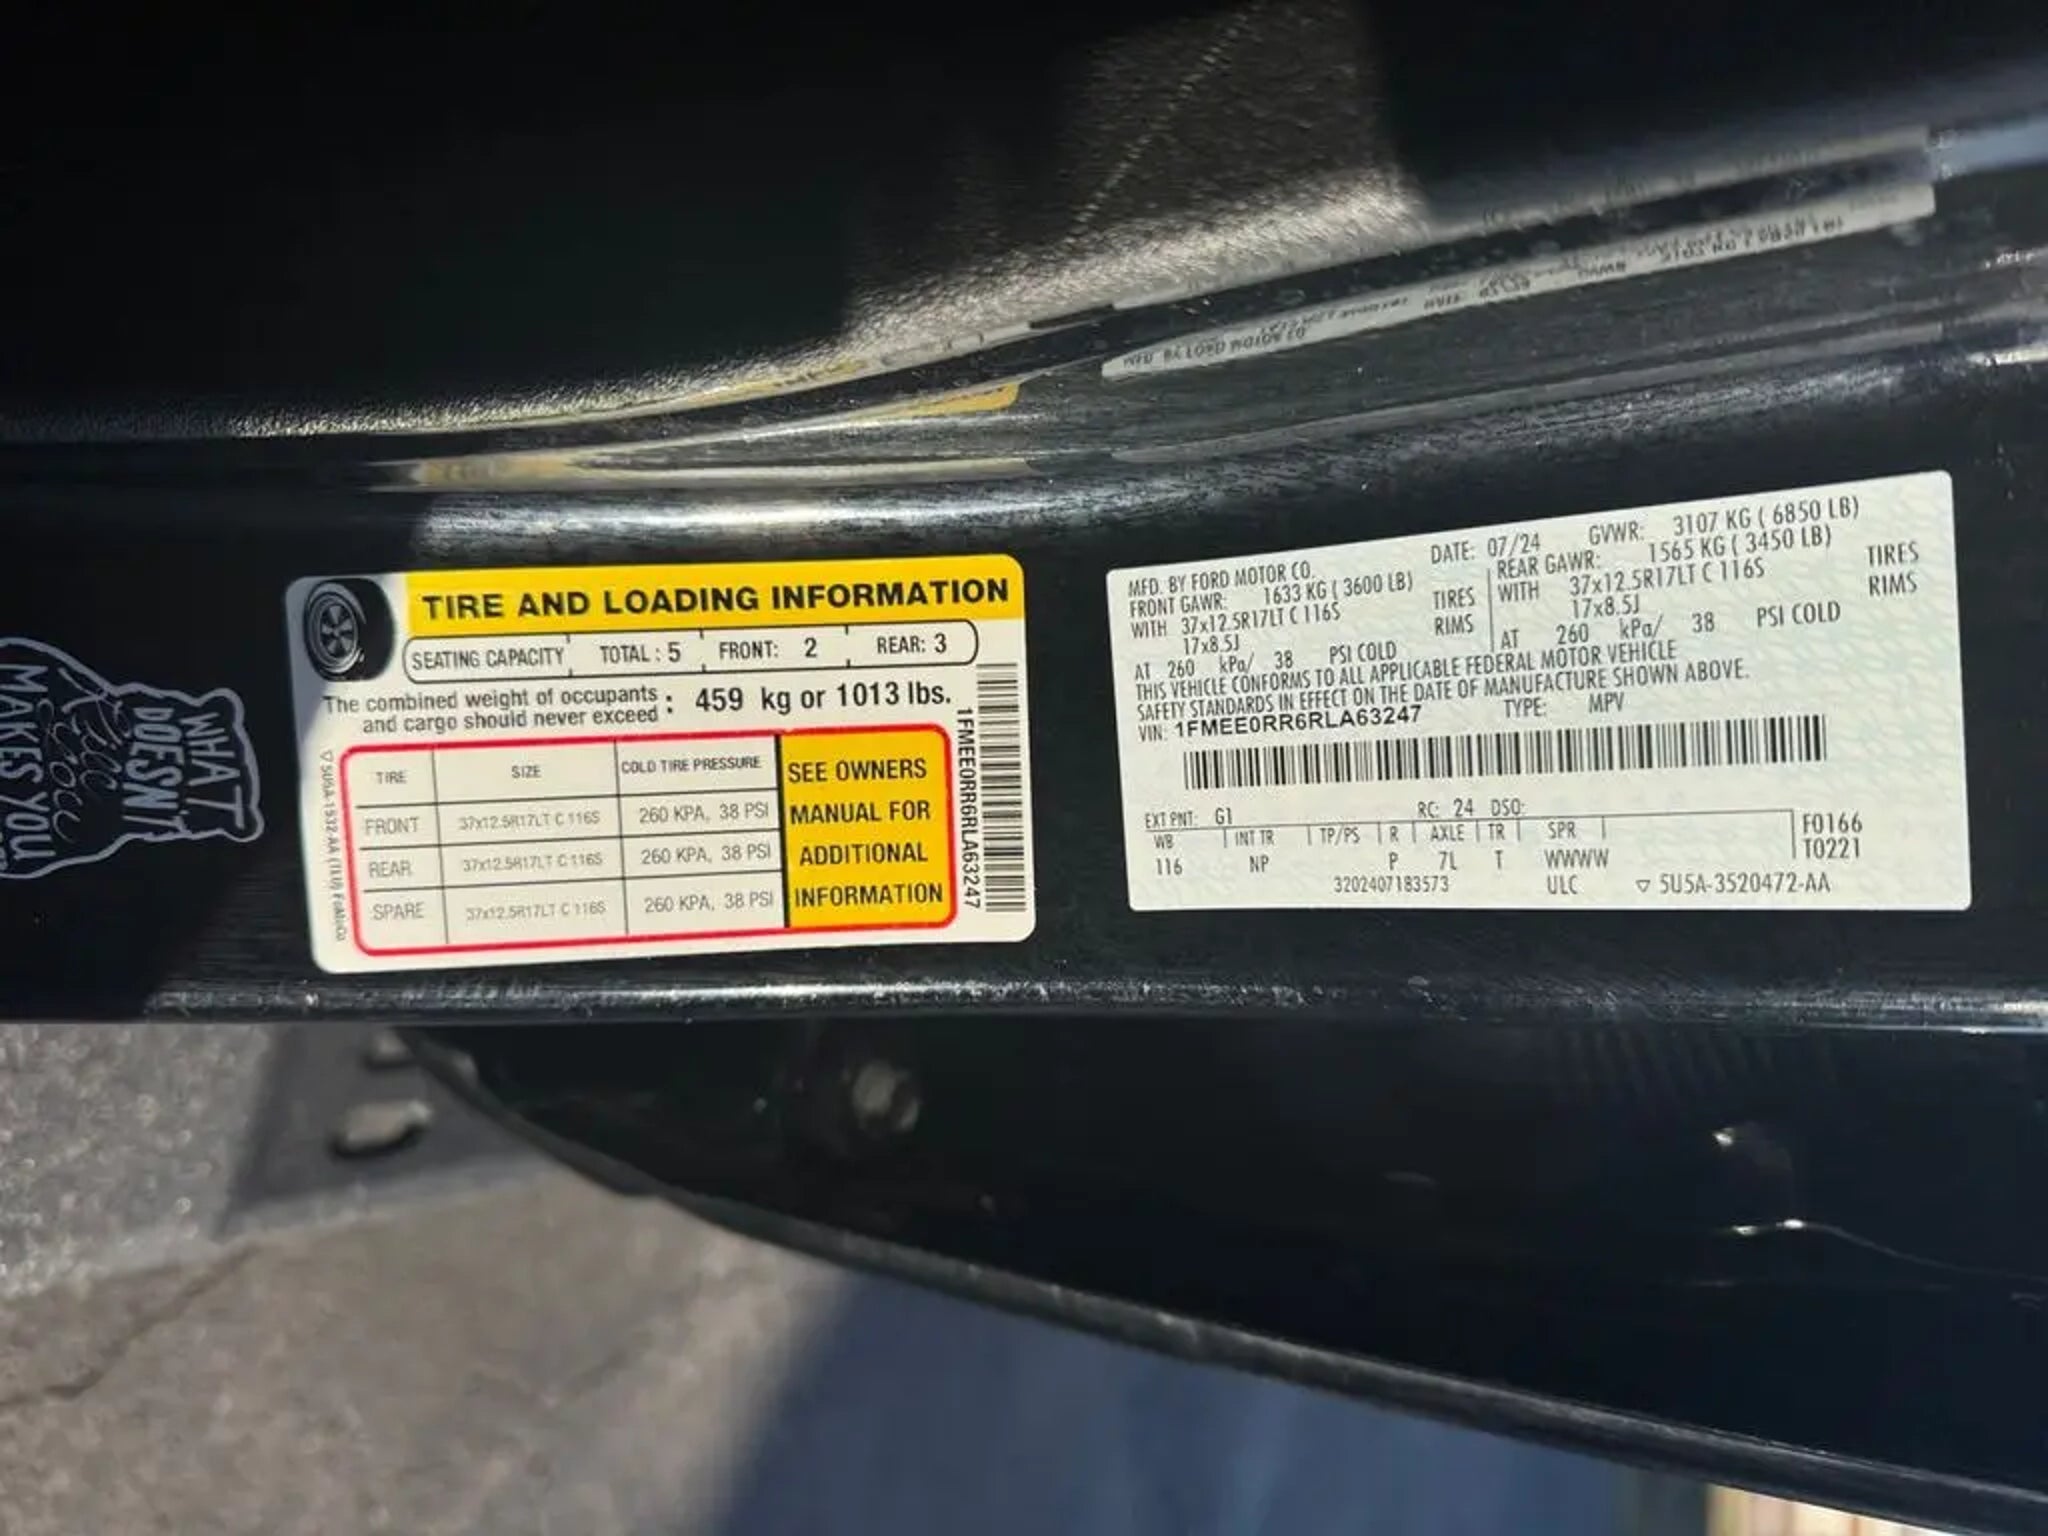 WHAT
DOESN'T
MAKES YOU
TIRE AND LOADING INFORMATION
SEATING CAPACITY TOTAL : 5 FRONT: 2 REAR: 3
The combined weight of occupants
and cargo should never exceed : 459 kg or 1013 lbs.
TIRE SIZE COLD TIRE PRESSURE
FRONT 37x12.5R17LT C 116S 260 KPA, 38 PSI
REAR 37x12.5R17LT C 116S 260 KPA, 38 PSI
SPARE 37x12.5R17LT C 116S 260 KPA, 38 PSI
SEE OWNERS
MANUAL FOR
ADDITIONAL
INFORMATION
1FMEE0RR6RLA63247
▽ 5U5A-1532-AA (TLU) FoMoCo
MFD. BY FORD MOTOR CO.
DATE: 07/24 GVWR: 3107 KG ( 6850 LB)
FRONT GAWR: 1633 KG ( 3600 LB)
WITH 37x12.5R17LT C 116S TIRES
17x8.5J RIMS
AT 260 kPa/ 38 PSI COLD
REAR GAWR: 1565 KG ( 3450 LB)
WITH 37x12.5R17LT C 116S TIRES
17x8.5J RIMS
AT 260 kPa/ 38 PSI COLD
THIS VEHICLE CONFORMS TO ALL APPLICABLE FEDERAL MOTOR VEHICLE
SAFETY STANDARDS IN EFFECT ON THE DATE OF MANUFACTURE SHOWN ABOVE.
VIN: 1FMEE0RR6RLA63247 TYPE: MPV
EXT PNT: G1 RC: 24 DSO:
WB INT TR TP/PS R AXLE TR SPR F0166
116 NP P 7L T WWWW T0221
3202407183573 ULC ▽ 5U5A-3520472-AA